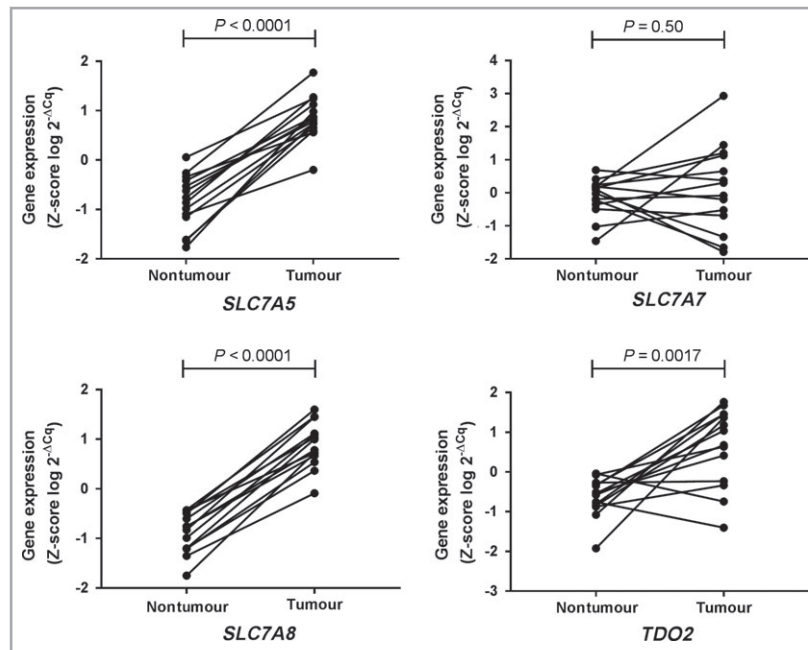 P < 0.0001
2
1
0
-1
-2
Gene expression
(Z-score log 2^-ΔCq)
Nontumour Tumour
SLC7A5
P = 0.50
4
3
2
1
0
-1
-2
Gene expression
(Z-score log 2^-ΔCq)
Nontumour Tumour
SLC7A7
P < 0.0001
2
1
0
-1
-2
Gene expression
(Z-score log 2^-ΔCq)
Nontumour Tumour
SLC7A8
P = 0.0017
2
1
0
-1
-2
-3
Gene expression
(Z-score log 2^-ΔCq)
Nontumour Tumour
TDO2